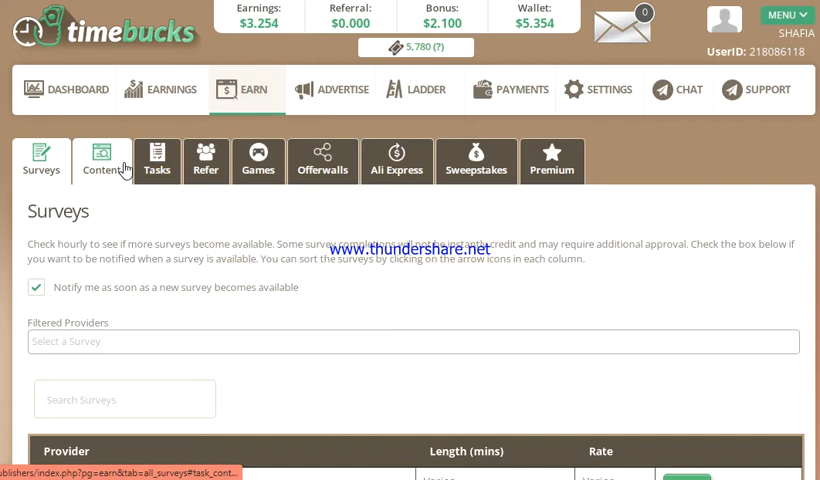 Earnings: Referral: Bonus: Wallet:
$3.254 $0.000 $2.100 $5.354
0
MENU
timebucks
5,780 (?)
SHAFIA
UserID: 218086118
DASHBOARD EARNINGS EARN ADVERTISE LADDER PAYMENTS SETTINGS CHAT SUPPORT
Surveys Content Tasks Refer Games Offerwalls Ali Express Sweepstakes Premium
Surveys
Check hourly to see if more surveys become available. Some survey completions will not be instantly credit and may require additional approval. Check the box below if
www.thundershare.net
you want to be notified when a survey is available. You can sort the surveys by clicking on the arrow icons in each column.
Notify me as soon as a new survey becomes available
Filtered Providers
Select a Survey
Search Surveys
Provider Length (mins) Rate
ublishers/index.php?pg=earn&tab=all_surveys#task_cont...